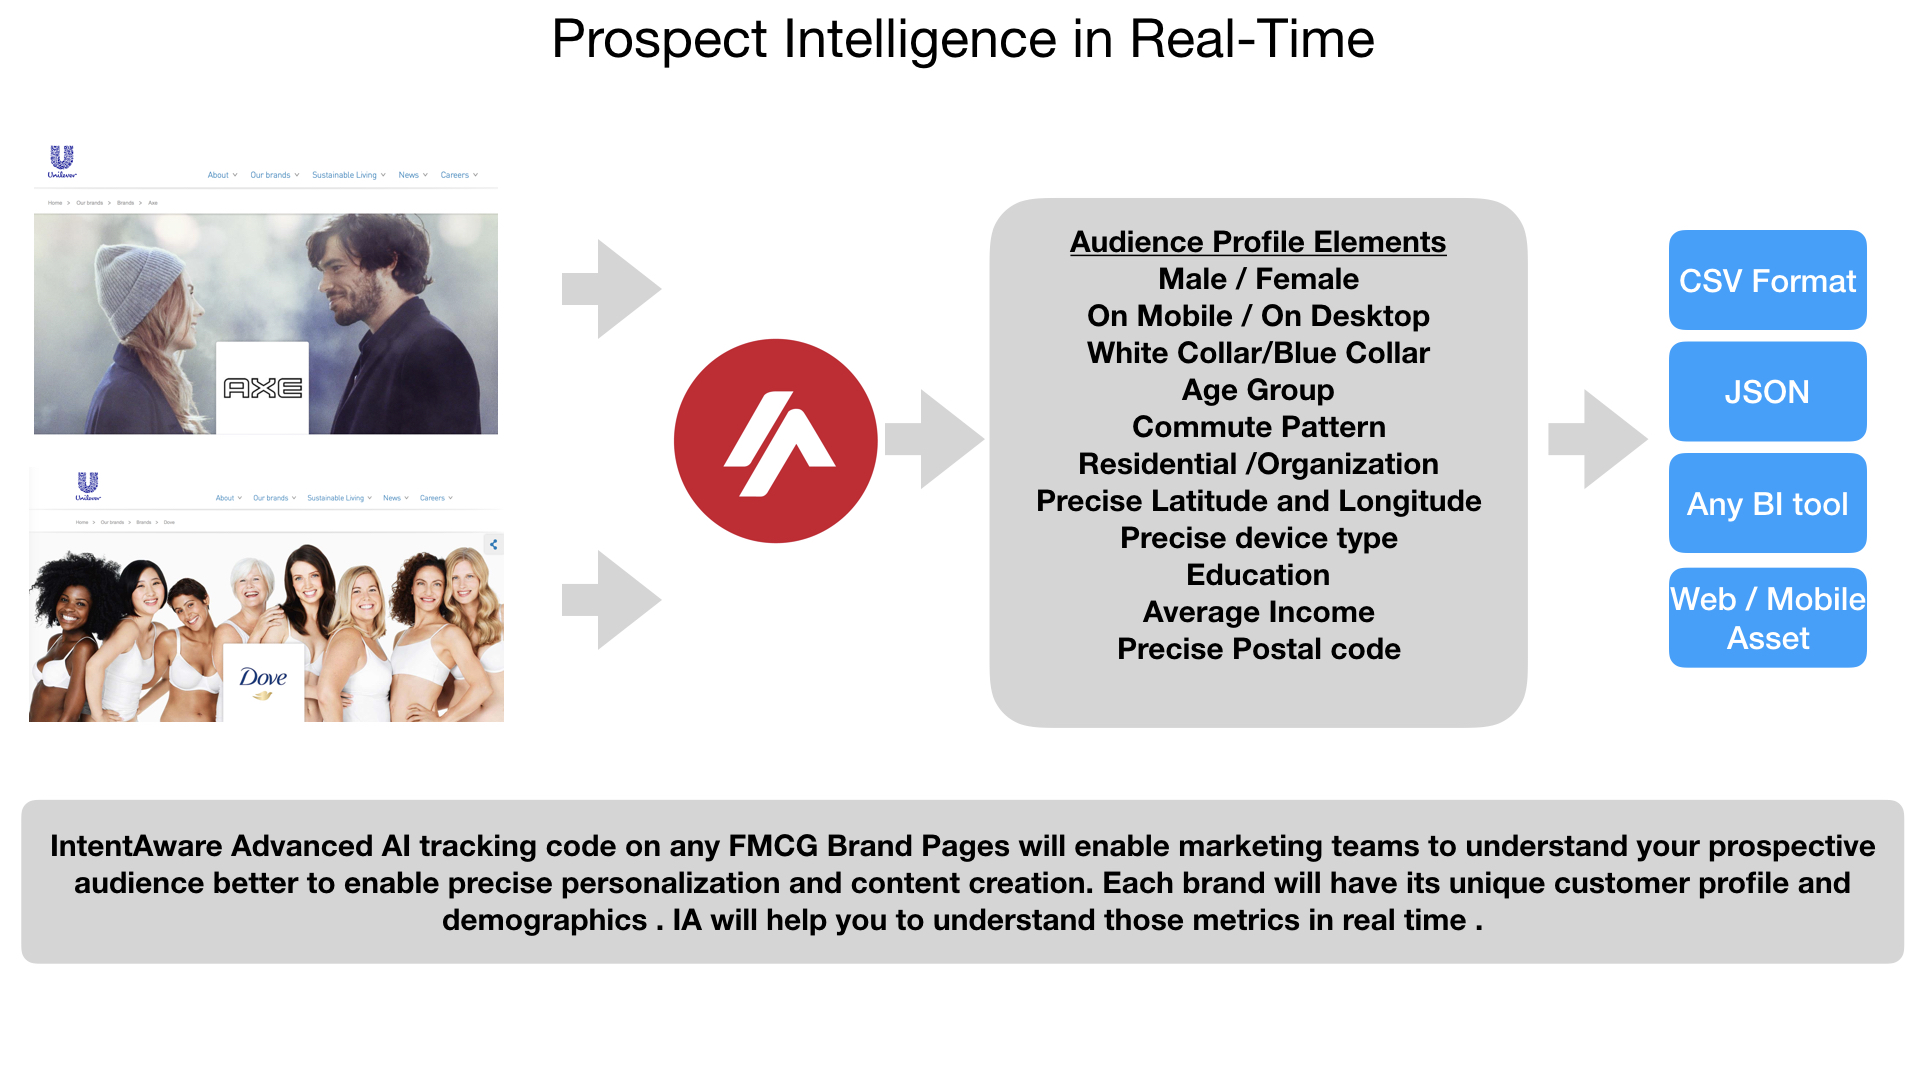 Prospect Intelligence in Real-Time
Unilever
About Our brands Sustainable Living News Careers
Home > Our brands > Brands > Axe
AXE
Unilever
About Our brands Sustainable Living News Careers
Home > Our brands > Brands > Dove
Dove
Audience Profile Elements
Male / Female
On Mobile / On Desktop
White Collar/Blue Collar
Age Group
Commute Pattern
Residential /Organization
Precise Latitude and Longitude
Precise device type
Education
Average Income
Precise Postal code
CSV Format
JSON
Any BI tool
Web / Mobile
Asset
IntentAware Advanced AI tracking code on any FMCG Brand Pages will enable marketing teams to understand your prospective
audience better to enable precise personalization and content creation. Each brand will have its unique customer profile and
demographics . IA will help you to understand those metrics in real time .